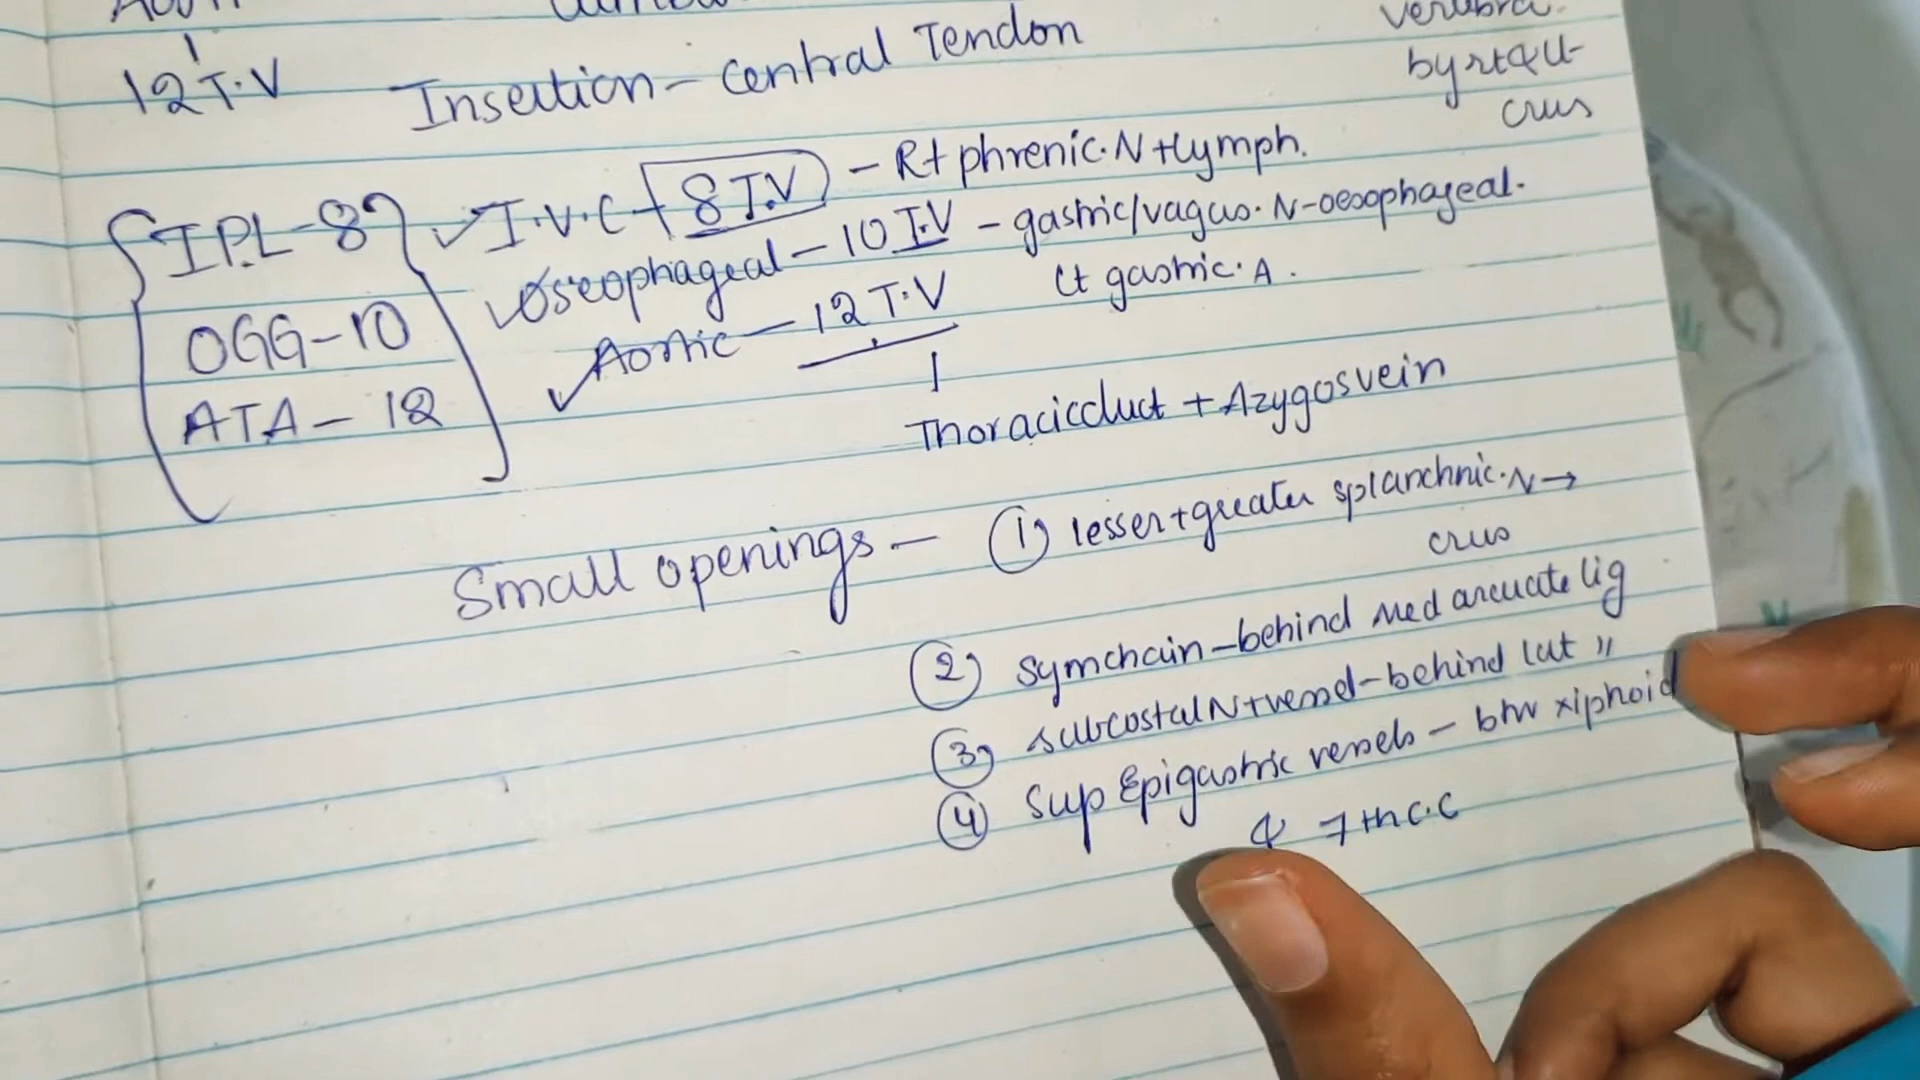 12 T.V
Insertion - Central Tendon
by rt & lt
crus
IPL-8
OGG-10
ATA-12
I.V.C - 8 T.V - Rt phrenic.N + lymph.
Oseophageal - 10 T.V - gastric/vagus.N - oesophageal.
Lt gastric.A.
Aortic - 12 T.V
Thoracic duct + Azygos vein
Small openings - ① lesser + greater splanchnic.N →
crus
② sym chain - behind Med arcuate lig
③ subcostal N + vessel - behind lat "
④ Sup Epigastric vessels - btw xiphoid
& 7th c.c